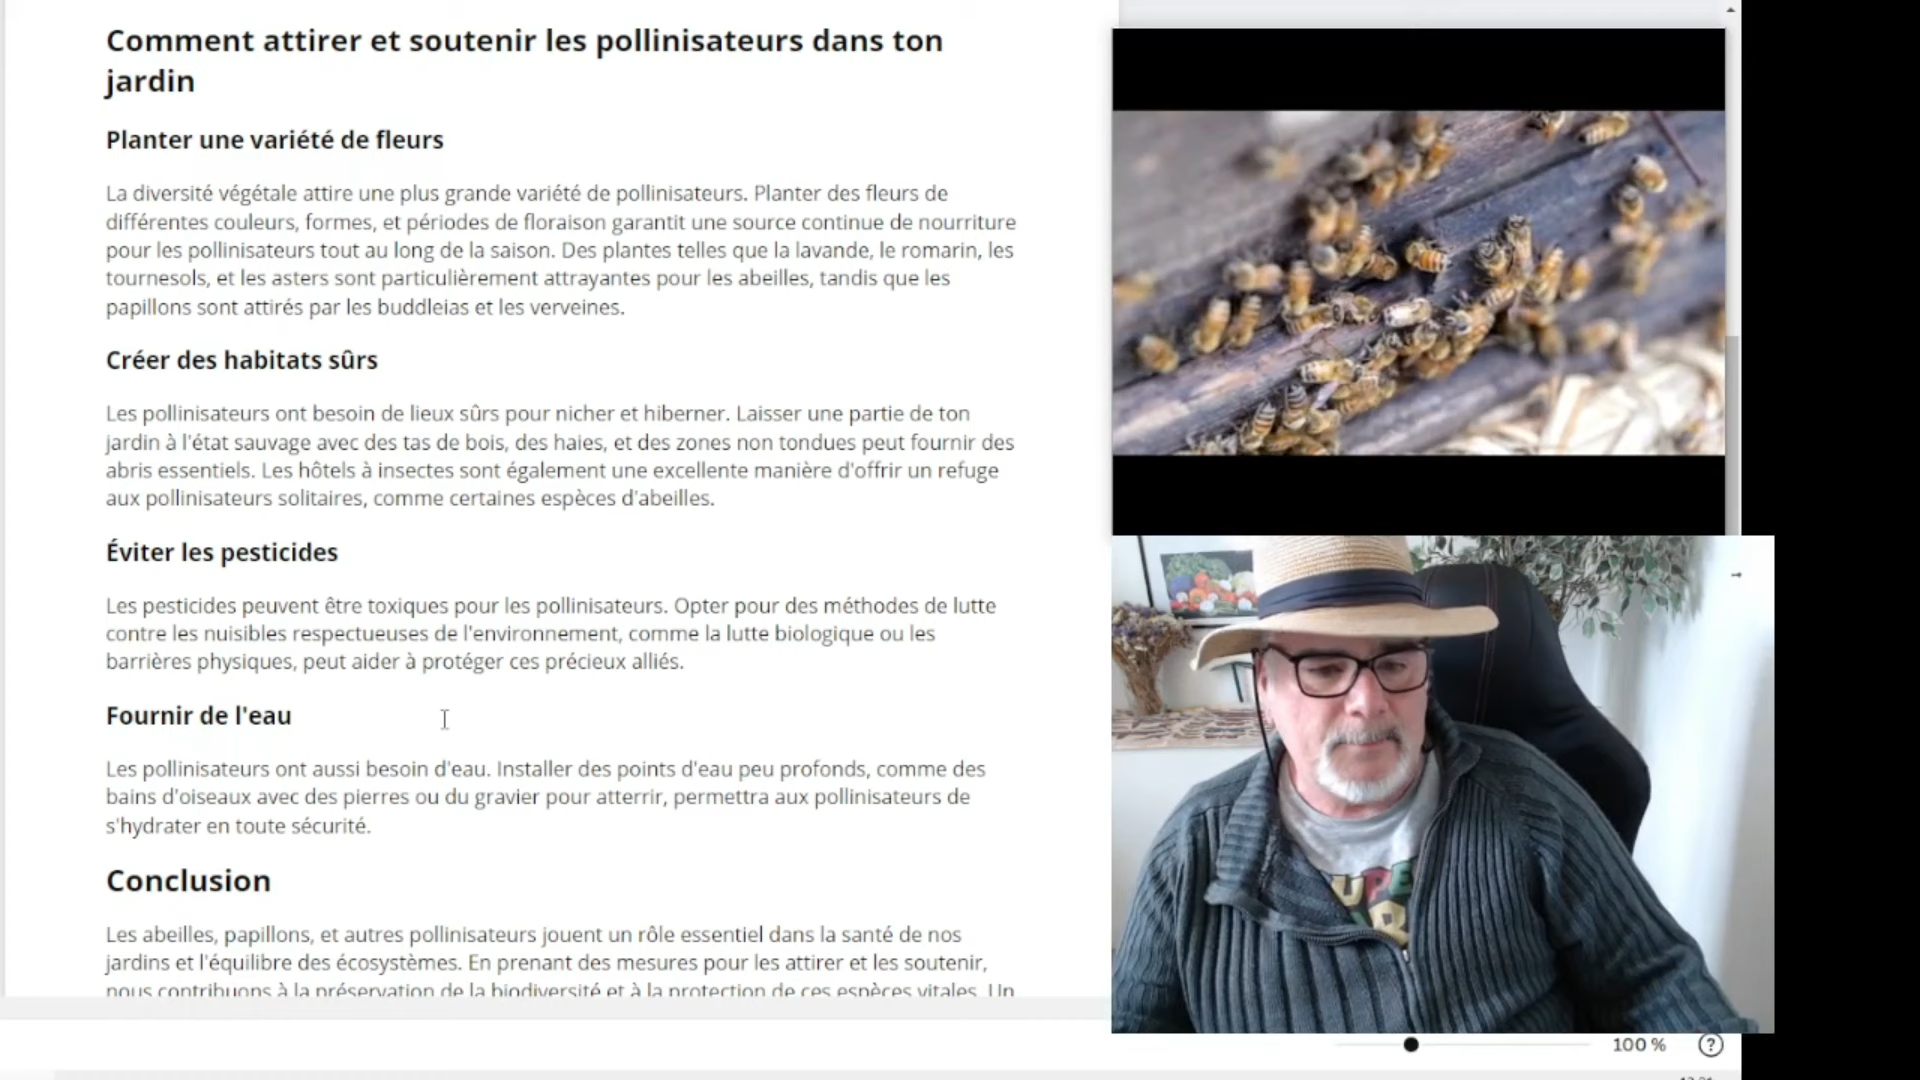 Comment attirer et soutenir les pollinisateurs dans ton
jardin
Planter une variété de fleurs
La diversité végétale attire une plus grande variété de pollinisateurs. Planter des fleurs de
différentes couleurs, formes, et périodes de floraison garantit une source continue de nourriture
pour les pollinisateurs tout au long de la saison. Des plantes telles que la lavande, le romarin, les
tournesols, et les asters sont particulièrement attrayantes pour les abeilles, tandis que les
papillons sont attirés par les buddleias et les verveines.
Créer des habitats sûrs
Les pollinisateurs ont besoin de lieux sûrs pour nicher et hiberner. Laisser une partie de ton
jardin à l'état sauvage avec des tas de bois, des haies, et des zones non tondues peut fournir des
abris essentiels. Les hôtels à insectes sont également une excellente manière d'offrir un refuge
aux pollinisateurs solitaires, comme certaines espèces d'abeilles.
Éviter les pesticides
Les pesticides peuvent être toxiques pour les pollinisateurs. Opter pour des méthodes de lutte
contre les nuisibles respectueuses de l'environnement, comme la lutte biologique ou les
barrières physiques, peut aider à protéger ces précieux alliés.
Fournir de l'eau
Les pollinisateurs ont aussi besoin d'eau. Installer des points d'eau peu profonds, comme des
bains d'oiseaux avec des pierres ou du gravier pour atterrir, permettra aux pollinisateurs de
s'hydrater en toute sécurité.
Conclusion
Les abeilles, papillons, et autres pollinisateurs jouent un rôle essentiel dans la santé de nos
jardins et l'équilibre des écosystèmes. En prenant des mesures pour les attirer et les soutenir,
nous contribuons à la préservation de la biodiversité et à la protection de ces espèces vitales. Un
100 %
?